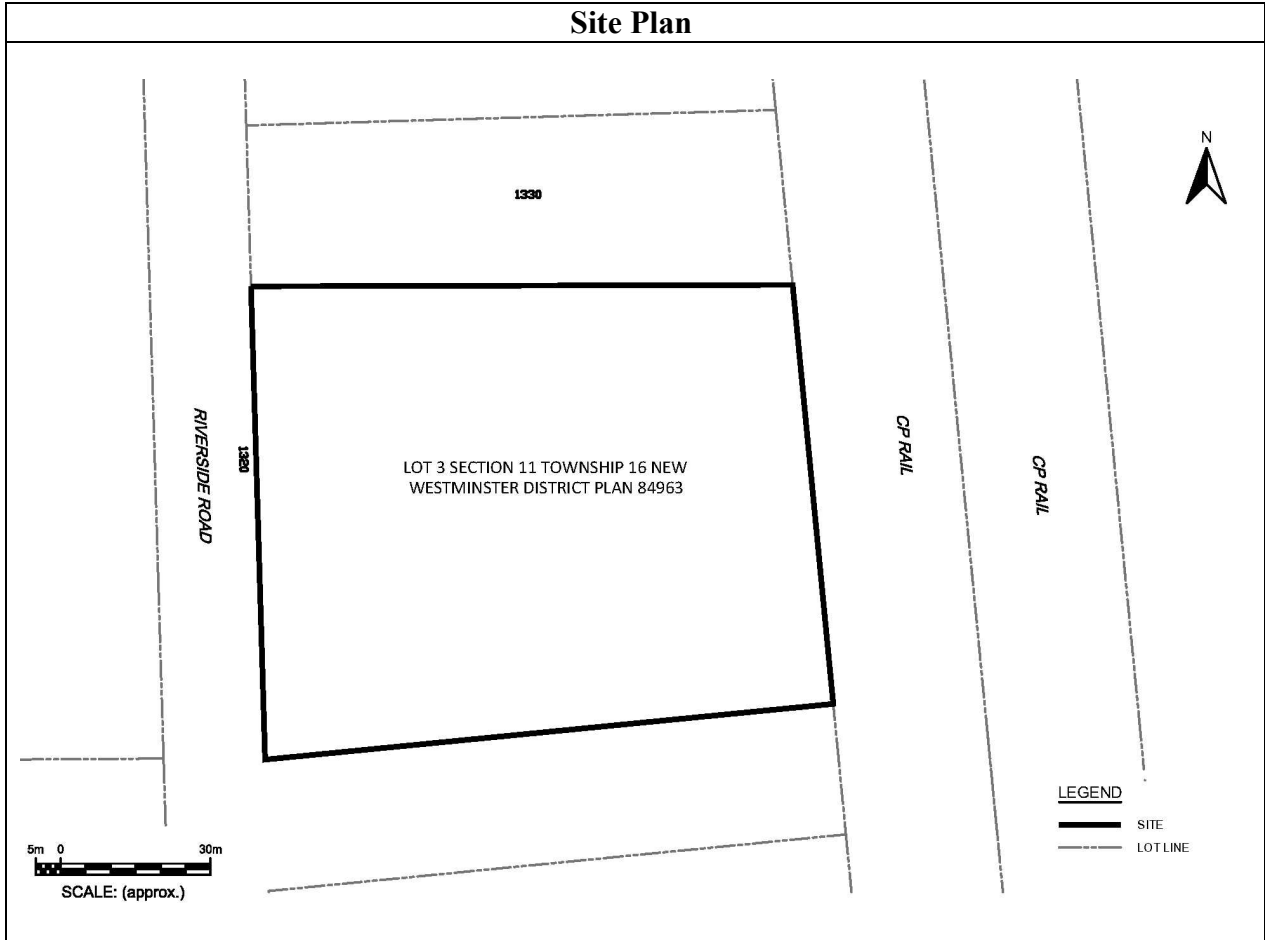 Site Plan
N
1330
RIVERSIDE ROAD
1320
LOT 3 SECTION 11 TOWNSHIP 16 NEW
WESTMINSTER DISTRICT PLAN 84963
CP RAIL
CP RAIL
LEGEND
SITE
LOT LINE
5m 0 30m
SCALE: (approx.)